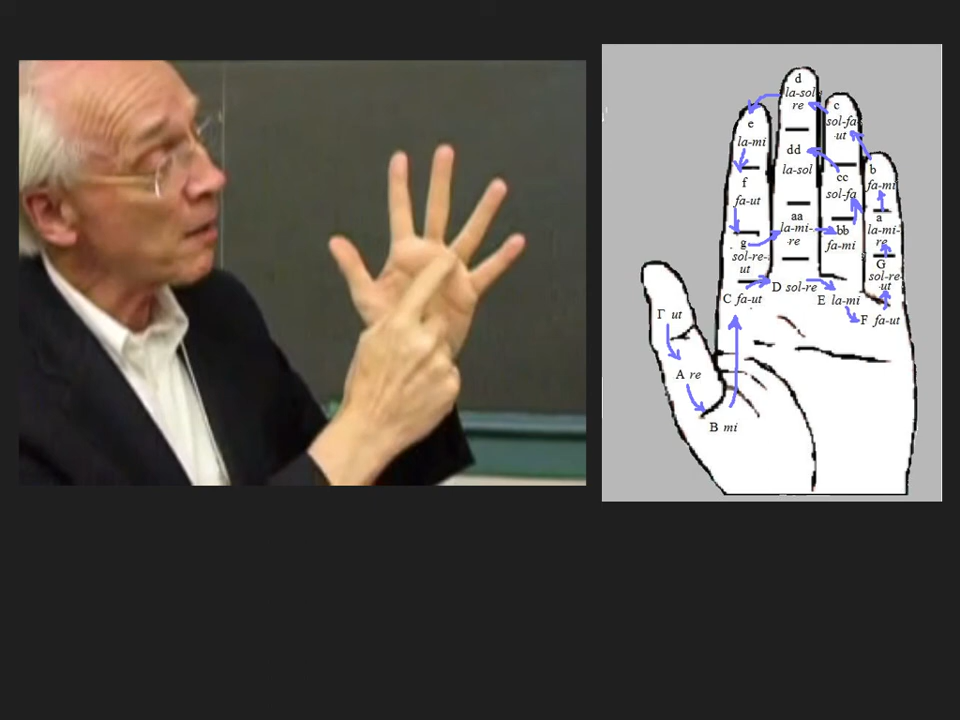 d
la-sol
re
c
sol-fa
ut
e
la-mi
dd
la-sol
b
fa-mi
cc
sol-fa
f
fa-ut
aa
la-mi-
re
bb
fa-mi
a
la-mi-
re
g
sol-re-
ut
G
sol-re-
ut
D sol-re
C fa-ut
E la-mi
Γ ut
F fa-ut
A re
B mi